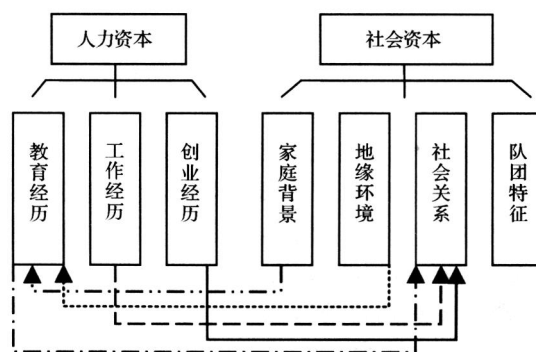 人力资本
社会资本
教育经历
工作经历
创业经历
家庭背景
地缘环境
社会关系
队团特征